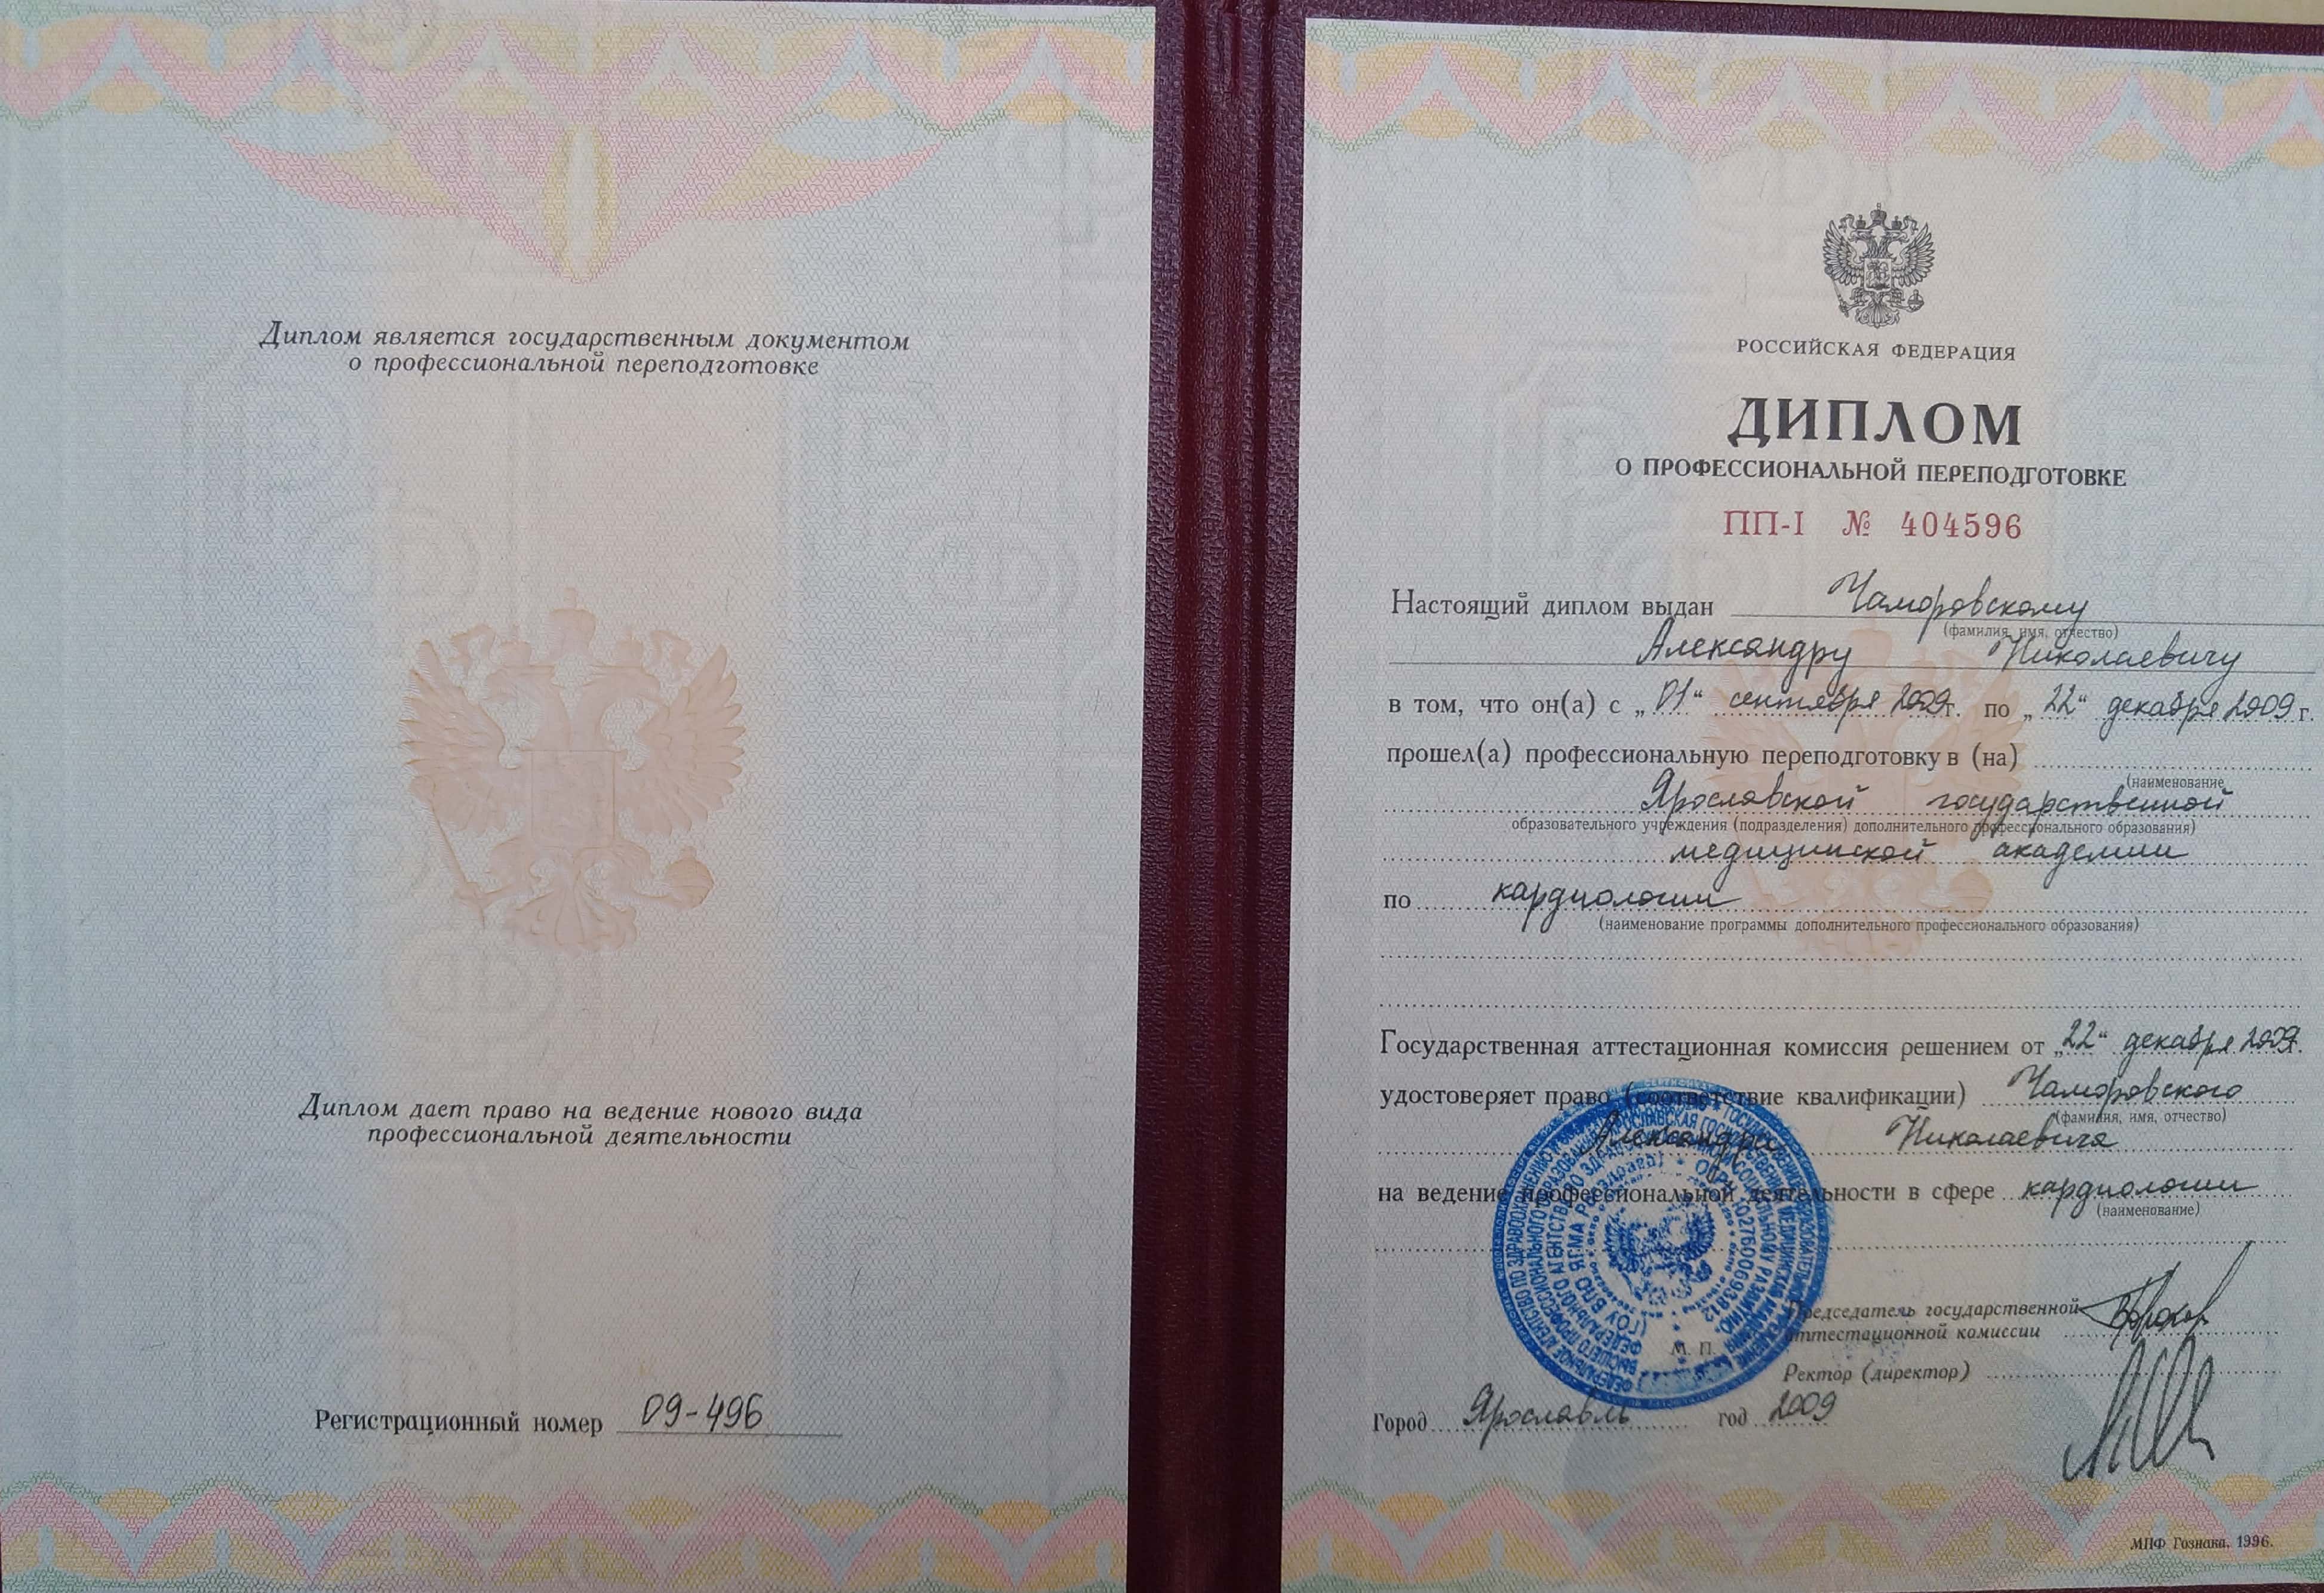 Диплом является государственным документом
о профессиональной переподготовке
Диплом дает право на ведение нового вида
профессиональной деятельности
Регистрационный номер 09-496
РОССИЙСКАЯ ФЕДЕРАЦИЯ
ДИПЛОМ
О ПРОФЕССИОНАЛЬНОЙ ПЕРЕПОДГОТОВКЕ
ПП-I № 404596
Настоящий диплом выдан Чаморовскому
(фамилия, имя, отчество)
Александру Николаевичу
в том, что он(а) с „01“ сентября 2009г. по „22“ декабря 2009г.
прошел(а) профессиональную переподготовку в (на)
(наименование
Ярославской государственной
образовательного учреждения (подразделения) дополнительного профессионального образования)
медицинской академии
по кардиологии
(наименование программы дополнительного профессионального образования)
Государственная аттестационная комиссия решением от „22“ декабря 2009г.
удостоверяет право (соответствие квалификации) Чаморовского
(фамилия, имя, отчество)
Александра Николаевича
на ведение профессиональной деятельности в сфере кардиологии
(наименование)
Председатель государственной
аттестационной комиссии
М. П.
Ректор (директор)
Город Ярославль год 2009
МПФ Гознака. 1996.